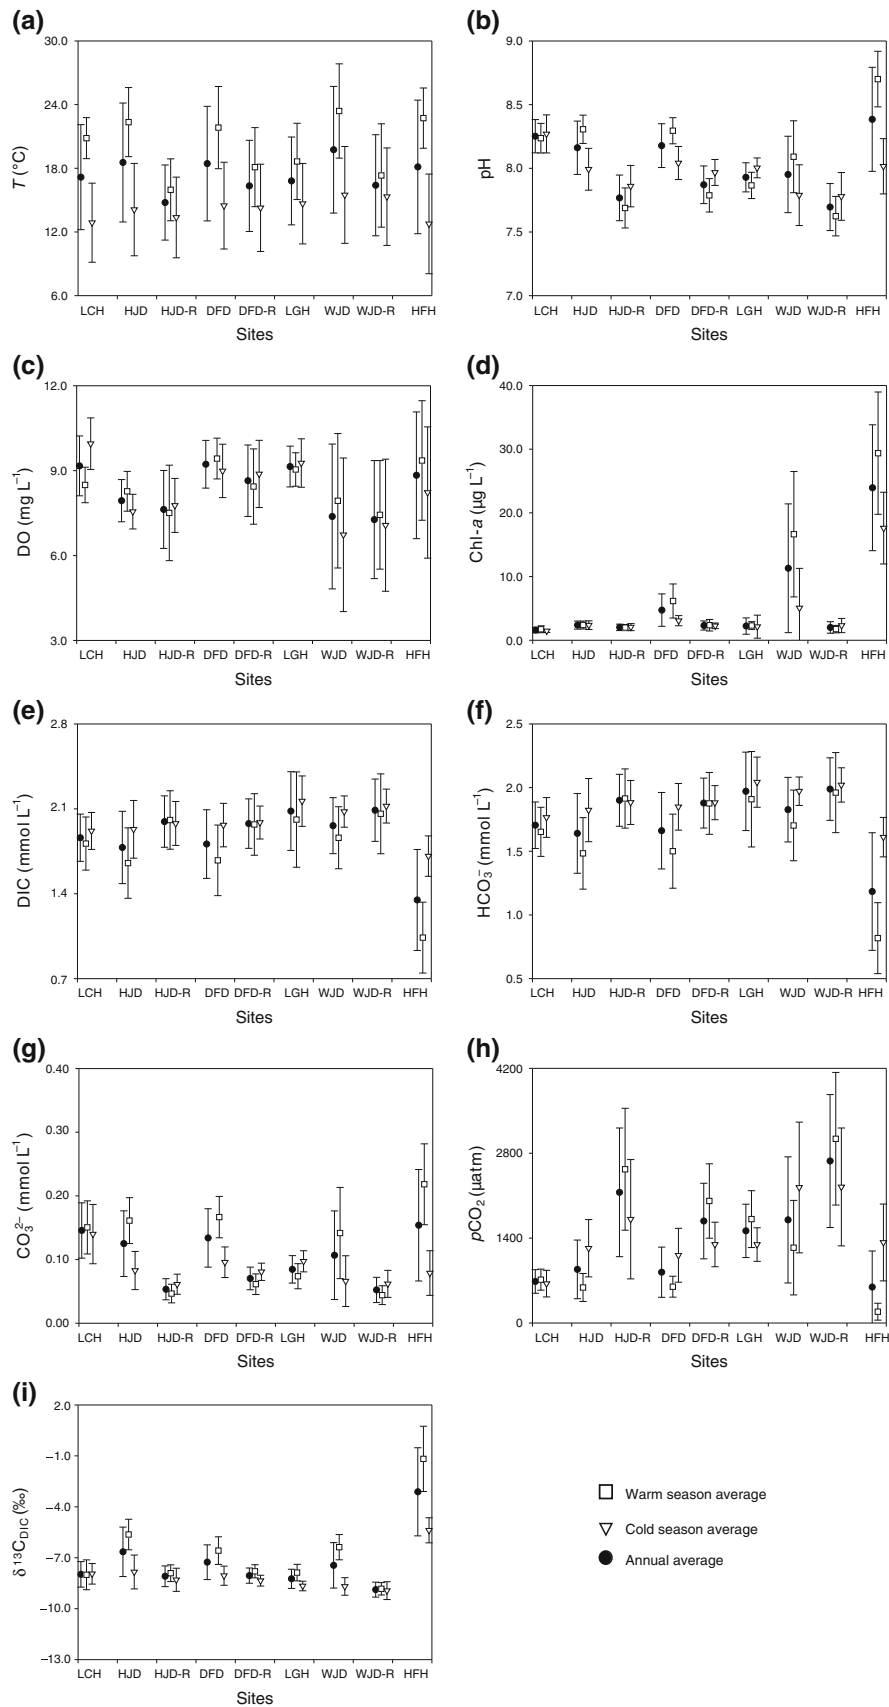 (a)
30.0
24.0
18.0
12.0
6.0
T (°C)
LCH HJD HJD-R DFD DFD-R LGH WJD WJD-R HFH
Sites
(b)
9.0
8.5
8.0
7.5
7.0
pH
LCH HJD HJD-R DFD DFD-R LGH WJD WJD-R HFH
Sites
(c)
12.0
9.0
6.0
3.0
DO (mg L⁻¹)
LCH HJD HJD-R DFD DFD-R LGH WJD WJD-R HFH
Sites
(d)
40.0
30.0
20.0
10.0
0.0
Chl-a (µg L⁻¹)
LCH HJD HJD-R DFD DFD-R LGH WJD WJD-R HFH
Sites
(e)
2.8
2.1
1.4
0.7
DIC (mmol L⁻¹)
LCH HJD HJD-R DFD DFD-R LGH WJD WJD-R HFH
Sites
(f)
2.5
2.0
1.5
1.0
0.5
HCO₃⁻ (mmol L⁻¹)
LCH HJD HJD-R DFD DFD-R LGH WJD WJD-R HFH
Sites
(g)
0.40
0.30
0.20
0.10
0.00
CO₃²⁻ (mmol L⁻¹)
LCH HJD HJD-R DFD DFD-R LGH WJD WJD-R HFH
Sites
(h)
4200
2800
1400
0
pCO₂ (µatm)
LCH HJD HJD-R DFD DFD-R LGH WJD WJD-R HFH
Sites
(i)
2.0
−1.0
−4.0
−7.0
−10.0
−13.0
δ ¹³C_DIC (‰)
LCH HJD HJD-R DFD DFD-R LGH WJD WJD-R HFH
Sites
Warm season average
Cold season average
Annual average